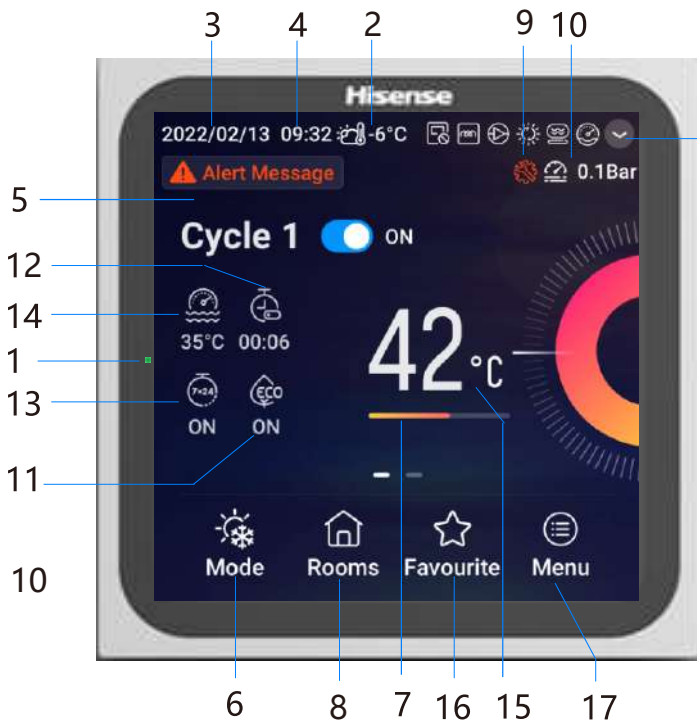 3 4 2 9 10
Hisense
2022/02/13 09:32 -6°C
Alert Message 0.1Bar
5
Cycle 1 ON
12
14
35°C 00:06
42°C
1
7×24 ECO
13
ON ON
11
10
Mode Rooms Favourite Menu
6 8 7 16 15 17